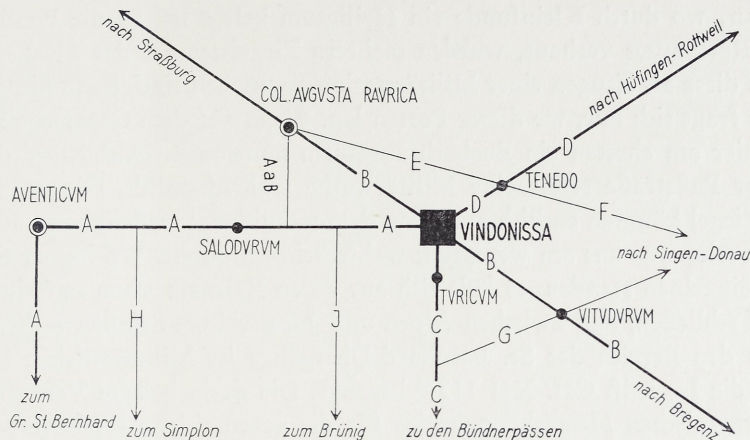 nach Straßburg
nach Hüfingen-Rottweil
COL. AVGVSTA RAVRICA
E
D
AaB
B
D
TENEDO
AVENTICVM
F
A
A
SALODVRVM
A
VINDONISSA
nach Singen-Donau
B
TVRICVM
A
H
J
C
G
VITVDVRVM
B
C
nach Bregenz
zum
Gr. St. Bernhard
zum Simplon
zum Brünig
zu den Bündnerpässen